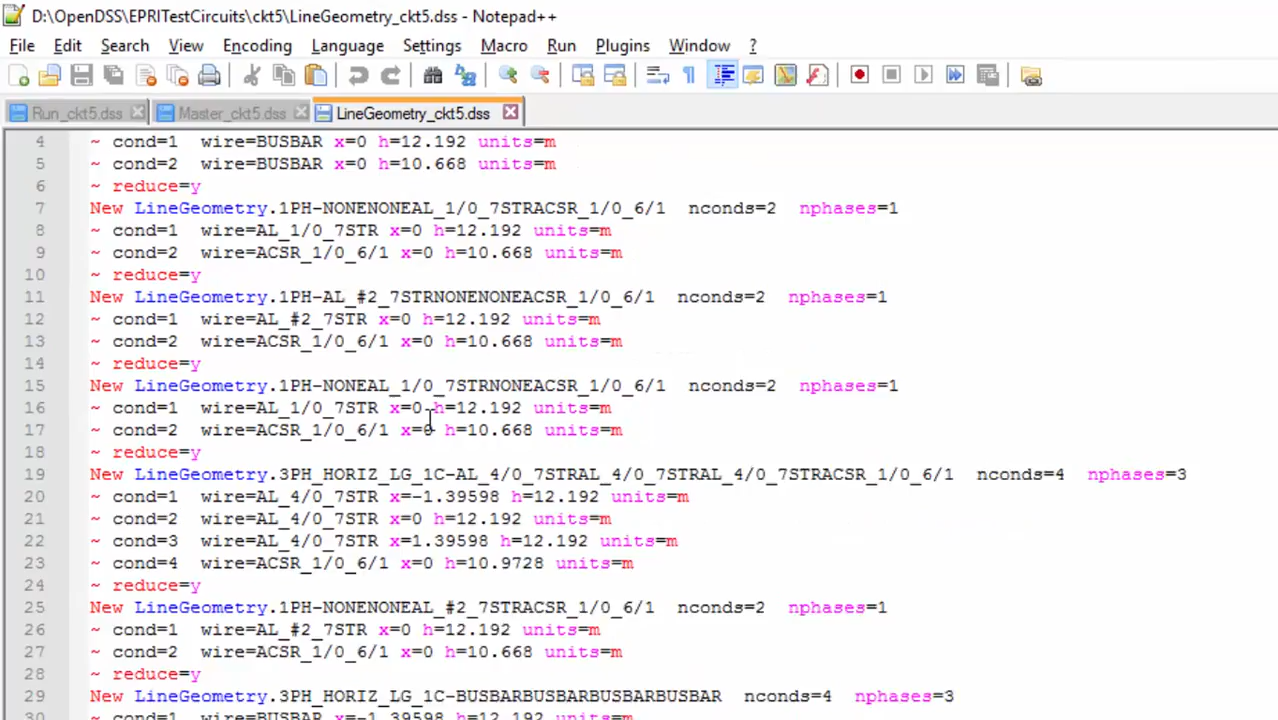 D:\OpenDSS\EPRITestCircuits\ckt5\LineGeometry_ckt5.dss - Notepad++
File Edit Search View Encoding Language Settings Macro Run Plugins Window ?
Run_ckt5.dss Master_ckt5.dss LineGeometry_ckt5.dss
4 ~ cond=1 wire=BUSBAR x=0 h=12.192 units=m
5 ~ cond=2 wire=BUSBAR x=0 h=10.668 units=m
6 ~ reduce=y
7 New LineGeometry.1PH-NONENONEAL_1/0_7STRACSR_1/0_6/1 nconds=2 nphases=1
8 ~ cond=1 wire=AL_1/0_7STR x=0 h=12.192 units=m
9 ~ cond=2 wire=ACSR_1/0_6/1 x=0 h=10.668 units=m
10 ~ reduce=y
11 New LineGeometry.1PH-AL_#2_7STRNONENONEACSR_1/0_6/1 nconds=2 nphases=1
12 ~ cond=1 wire=AL_#2_7STR x=0 h=12.192 units=m
13 ~ cond=2 wire=ACSR_1/0_6/1 x=0 h=10.668 units=m
14 ~ reduce=y
15 New LineGeometry.1PH-NONEAL_1/0_7STRNONEACSR_1/0_6/1 nconds=2 nphases=1
16 ~ cond=1 wire=AL_1/0_7STR x=0 h=12.192 units=m
17 ~ cond=2 wire=ACSR_1/0_6/1 x=0 h=10.668 units=m
18 ~ reduce=y
19 New LineGeometry.3PH_HORIZ_LG_1C-AL_4/0_7STRAL_4/0_7STRAL_4/0_7STRACSR_1/0_6/1 nconds=4 nphases=3
20 ~ cond=1 wire=AL_4/0_7STR x=-1.39598 h=12.192 units=m
21 ~ cond=2 wire=AL_4/0_7STR x=0 h=12.192 units=m
22 ~ cond=3 wire=AL_4/0_7STR x=1.39598 h=12.192 units=m
23 ~ cond=4 wire=ACSR_1/0_6/1 x=0 h=10.9728 units=m
24 ~ reduce=y
25 New LineGeometry.1PH-NONENONEAL_#2_7STRACSR_1/0_6/1 nconds=2 nphases=1
26 ~ cond=1 wire=AL_#2_7STR x=0 h=12.192 units=m
27 ~ cond=2 wire=ACSR_1/0_6/1 x=0 h=10.668 units=m
28 ~ reduce=y
29 New LineGeometry.3PH_HORIZ_LG_1C-BUSBARBUSBARBUSBARBUSBAR nconds=4 nphases=3
30 ~ cond=1 wire=BUSBAR x=-1.39598 h=12.192 units=m